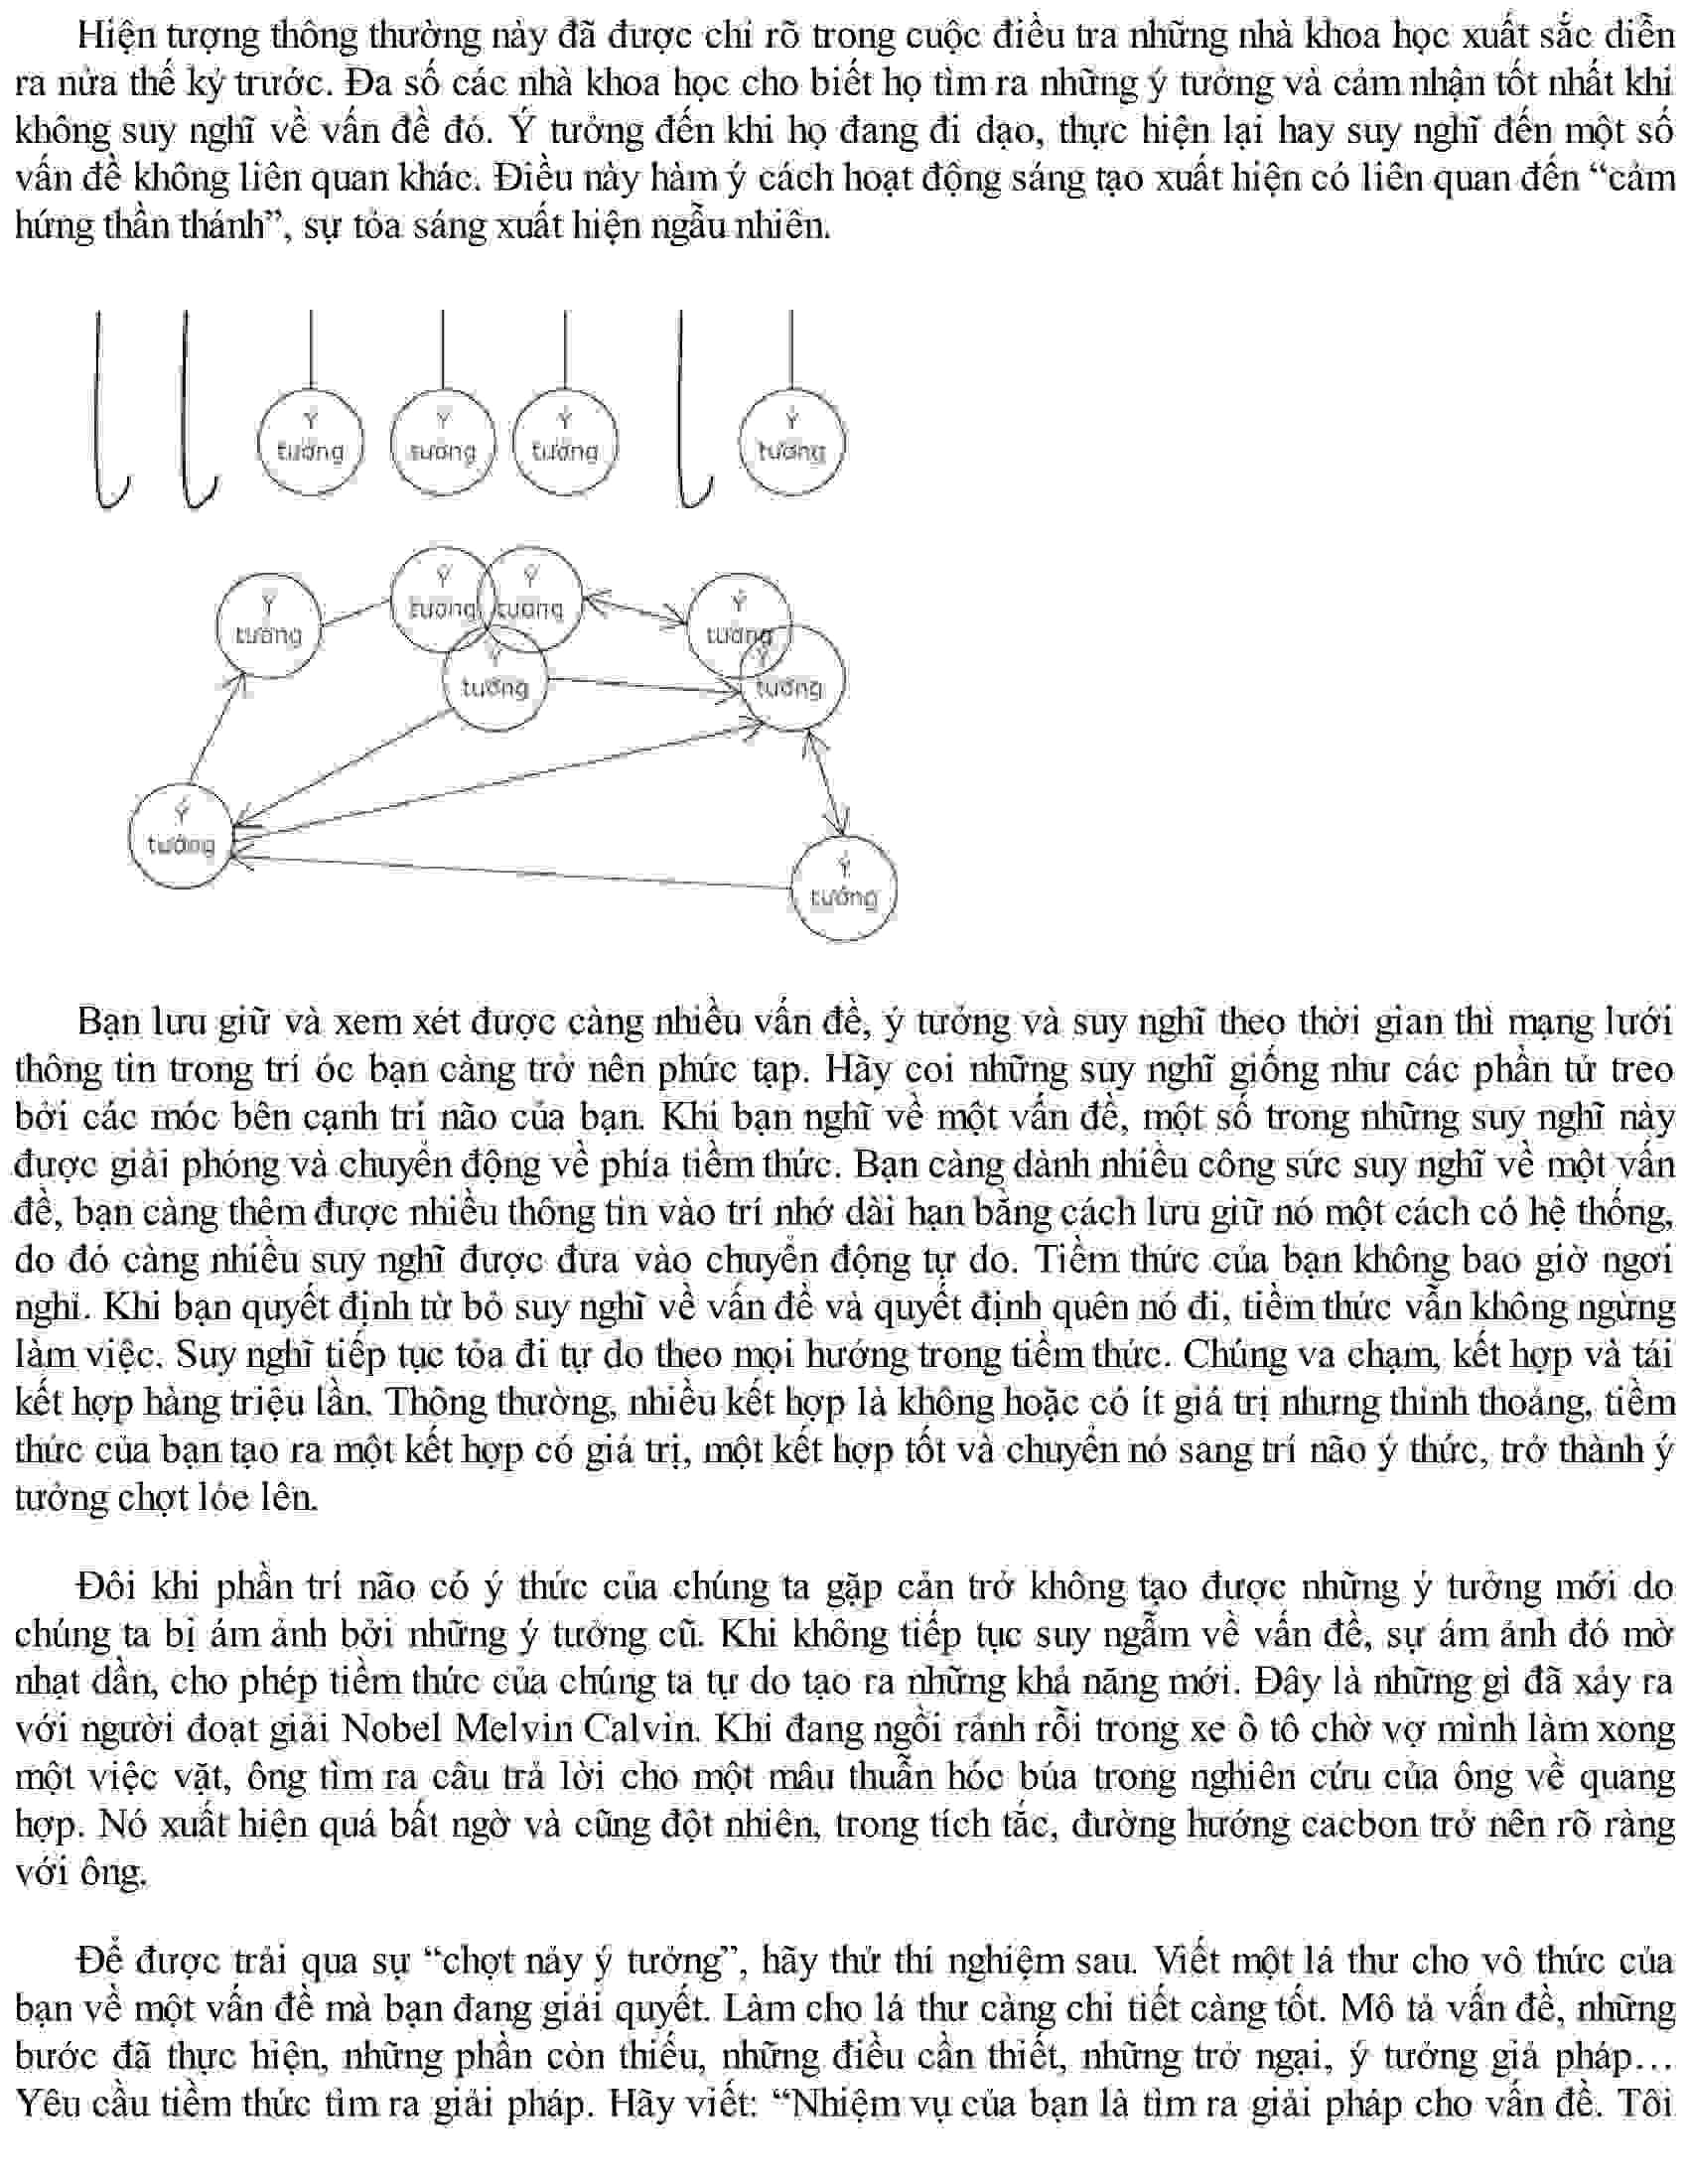 Hiện tượng thông thường này đã được chỉ rõ trong cuộc điều tra những nhà khoa học xuất sắc diễn
ra nửa thế kỷ trước. Đa số các nhà khoa học cho biết họ tìm ra những ý tưởng và cảm nhận tốt nhất khi
không suy nghĩ về vấn đề đó. Ý tưởng đến khi họ đang đi dạo, thực hiện lại hay suy nghĩ đến một số
vấn đề không liên quan khác. Điều này hàm ý cách hoạt động sáng tạo xuất hiện có liên quan đến “cảm
hứng thần thánh”, sự tỏa sáng xuất hiện ngẫu nhiên.
Ý tưởng
Ý tưởng
Ý tưởng
Ý tưởng
Ý tưởng
Ý tưởng
Ý tưởng
Ý tưởng
Ý tưởng
Ý tưởng
Ý tưởng
Ý tưởng
Bạn lưu giữ và xem xét được càng nhiều vấn đề, ý tưởng và suy nghĩ theo thời gian thì mạng lưới
thông tin trong trí óc bạn càng trở nên phức tạp. Hãy coi những suy nghĩ giống như các phần tử treo
bởi các móc bên cạnh trí não của bạn. Khi bạn nghĩ về một vấn đề, một số trong những suy nghĩ này
được giải phóng và chuyển động về phía tiềm thức. Bạn càng dành nhiều công sức suy nghĩ về một vấn
đề, bạn càng thêm được nhiều thông tin vào trí nhớ dài hạn bằng cách lưu giữ nó một cách có hệ thống,
do đó càng nhiều suy nghĩ được đưa vào chuyển động tự do. Tiềm thức của bạn không bao giờ ngơi
nghỉ. Khi bạn quyết định từ bỏ suy nghĩ về vấn đề và quyết định quên nó đi, tiềm thức vẫn không ngừng
làm việc. Suy nghĩ tiếp tục tỏa đi tự do theo mọi hướng trong tiềm thức. Chúng va chạm, kết hợp và tái
kết hợp hàng triệu lần. Thông thường, nhiều kết hợp là không hoặc có ít giá trị nhưng thỉnh thoảng, tiềm
thức của bạn tạo ra một kết hợp có giá trị, một kết hợp tốt và chuyển nó sang trí não ý thức, trở thành ý
tưởng chợt lóe lên.
Đôi khi phần trí não có ý thức của chúng ta gặp cản trở không tạo được những ý tưởng mới do
chúng ta bị ám ảnh bởi những ý tưởng cũ. Khi không tiếp tục suy ngẫm về vấn đề, sự ám ảnh đó mờ
nhạt dần, cho phép tiềm thức của chúng ta tự do tạo ra những khả năng mới. Đây là những gì đã xảy ra
với người đoạt giải Nobel Melvin Calvin. Khi đang ngồi rảnh rỗi trong xe ô tô chờ vợ mình làm xong
một việc vặt, ông tìm ra câu trả lời cho một mâu thuẫn hóc búa trong nghiên cứu của ông về quang
hợp. Nó xuất hiện quá bất ngờ và cũng đột nhiên, trong tích tắc, đường hướng cacbon trở nên rõ ràng
với ông.
Để được trải qua sự “chợt nảy ý tưởng”, hãy thử thí nghiệm sau. Viết một lá thư cho vô thức của
bạn về một vấn đề mà bạn đang giải quyết. Làm cho lá thư càng chi tiết càng tốt. Mô tả vấn đề, những
bước đã thực hiện, những phần còn thiếu, những điều cần thiết, những trở ngại, ý tưởng giả pháp…
Yêu cầu tiềm thức tìm ra giải pháp. Hãy viết: “Nhiệm vụ của bạn là tìm ra giải pháp cho vấn đề. Tôi